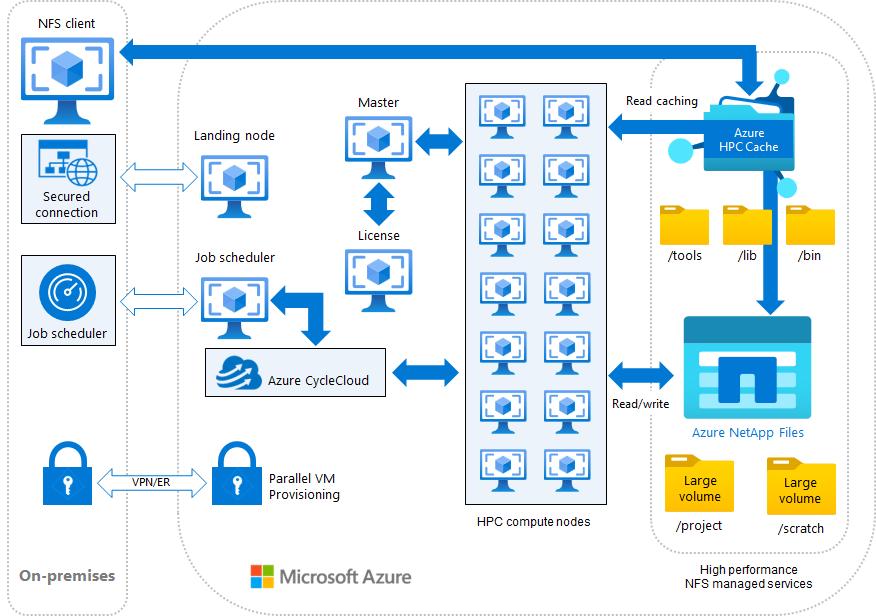 NFS client
Secured
connection
Job scheduler
VPN/ER
On-premises
Landing node
Job scheduler
Azure CycleCloud
Parallel VM
Provisioning
Master
License
HPC compute nodes
Read caching
Azure
HPC Cache
/tools
/lib
/bin
Read/write
Azure NetApp Files
Large
volume
/project
Large
volume
/scratch
High performance
NFS managed services
Microsoft Azure